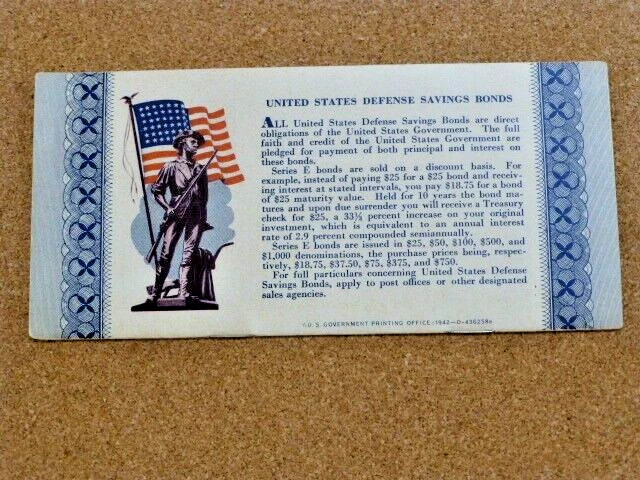 UNITED STATES DEFENSE SAVINGS BONDS
ALL United States Defense Savings Bonds are direct
obligations of the United States Government. The full
faith and credit of the United States Government are
pledged for payment of both principal and interest on
these bonds.
Series E bonds are sold on a discount basis. For
example, instead of paying $25 for a $25 bond and receiv-
ing interest at stated intervals, you pay $18.75 for a bond
of $25 maturity value. Held for 10 years the bond ma-
tures and upon due surrender you will receive a Treasury
check for $25, a 33⅓ percent increase on your original
investment, which is equivalent to an annual interest
rate of 2.9 percent compounded semiannually.
Series E bonds are issued in $25, $50, $100, $500, and
$1,000 denominations, the purchase prices being, respec-
tively, $18.75, $37.50, $75, $375, and $750.
For full particulars concerning United States Defense
Savings Bonds, apply to post offices or other designated
sales agencies.
U. S. GOVERNMENT PRINTING OFFICE : 1942—O-436258